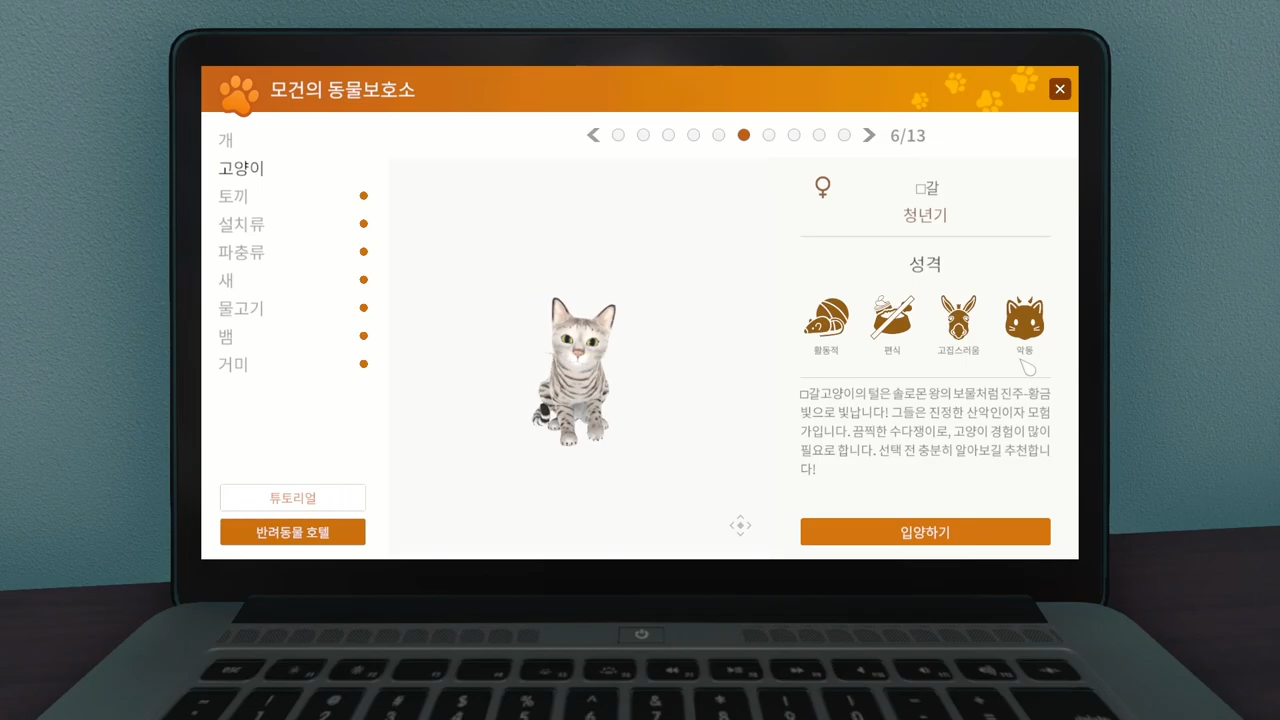 모건의 동물보호소
개
고양이
토끼
설치류
파충류
새
물고기
뱀
거미
튜토리얼
반려동물 호텔
6/13
□갈
청년기
성격
활동적
편식
고집스러움
악동
□갈고양이의 털은 솔로몬 왕의 보물처럼 진주-황금
빛으로 빛납니다! 그들은 진정한 산악인이자 모험
가입니다. 끔찍한 수다쟁이로, 고양이 경험이 많이
필요로 합니다. 선택 전 충분히 알아보길 추천합니
다!
입양하기